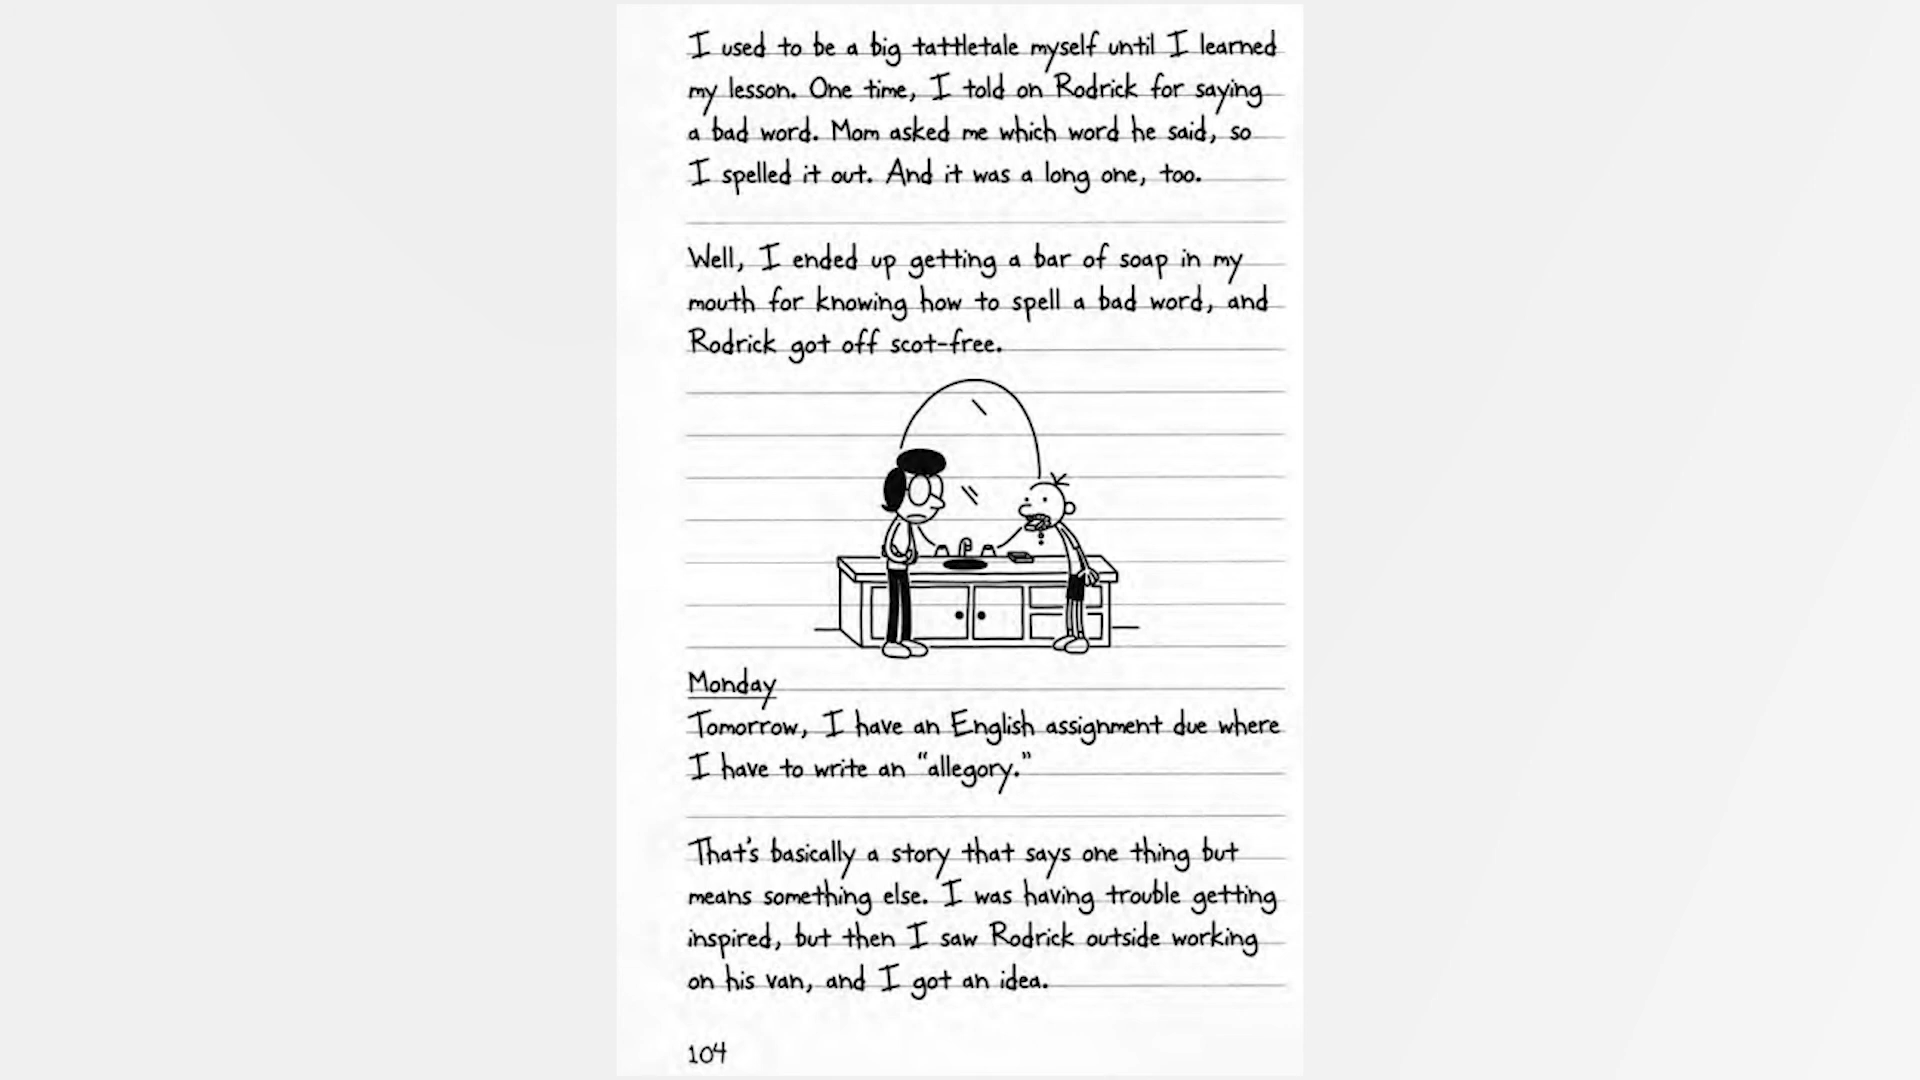 I used to be a big tattletale myself until I learned
my lesson. One time, I told on Rodrick for saying
a bad word. Mom asked me which word he said, so
I spelled it out. And it was a long one, too.
Well, I ended up getting a bar of soap in my
mouth for knowing how to spell a bad word, and
Rodrick got off scot-free.
Monday
Tomorrow, I have an English assignment due where
I have to write an “allegory.”
That's basically a story that says one thing but
means something else. I was having trouble getting
inspired, but then I saw Rodrick outside working
on his van, and I got an idea.
104